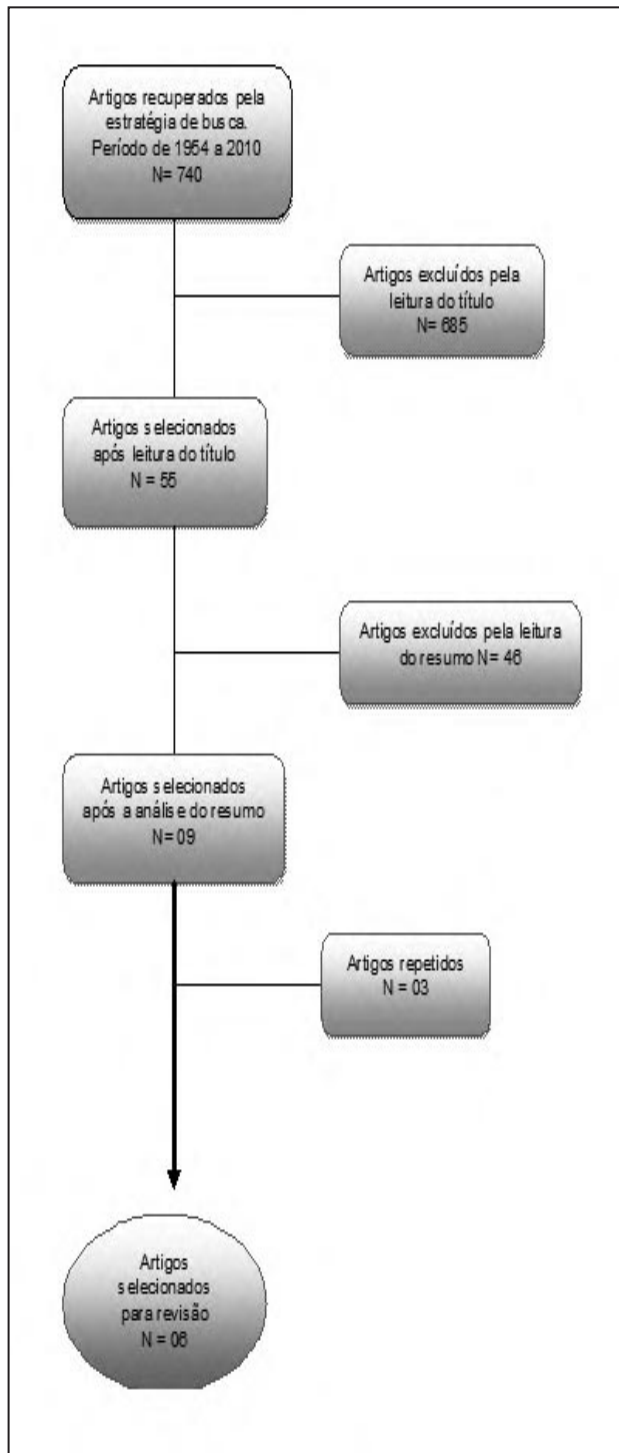 Artigos recuperados pela
estratégia de busca.
Período de 1954 a 2010
N= 740
Artigos excluídos pela
leitura do título
N= 685
Artigos selecionados
após leitura do título
N = 55
Artigos excluídos pela leitura
do resumo N= 46
Artigos selecionados
após a análise do resumo
N= 09
Artigos repetidos
N = 03
Artigos
selecionados
para revisão
N = 06